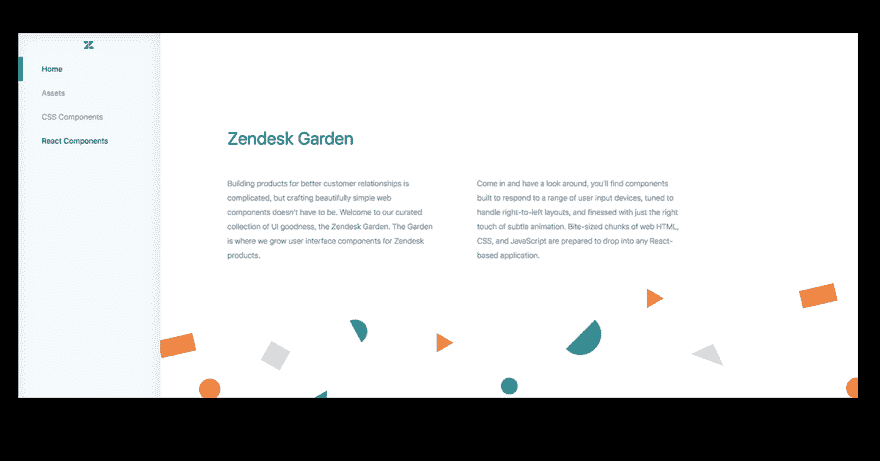 Home
Assets
CSS Components
React Components
Zendesk Garden
Building products for better customer relationships is
complicated, but crafting beautifully simple web
components doesn't have to be. Welcome to our curated
collection of UI goodness, the Zendesk Garden. The Garden
is where we grow user interface components for Zendesk
products.
Come in and have a look around, you'll find components
built to respond to a range of user input devices, tuned to
handle right-to-left layouts, and finessed with just the right
touch of subtle animation. Bite-sized chunks of web HTML,
CSS, and JavaScript are prepared to drop into any React-
based application.